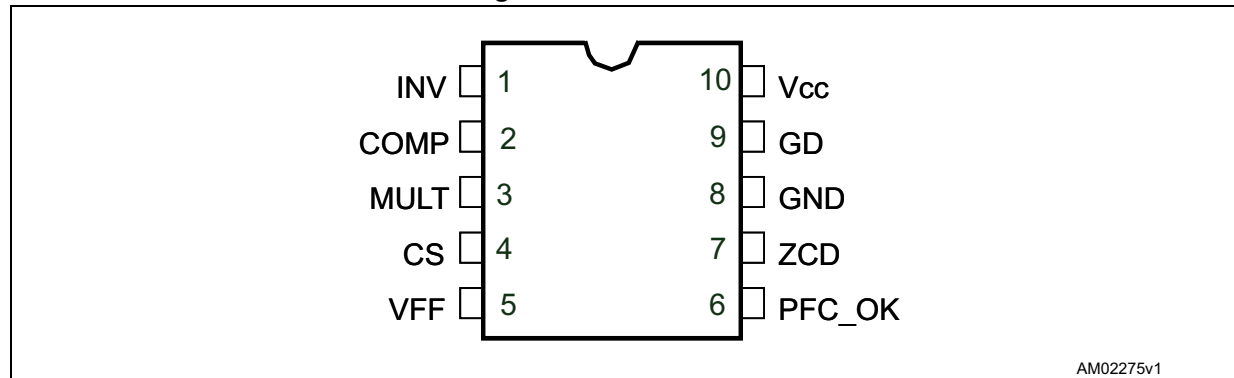 INV 1 10 Vcc
COMP 2 9 GD
MULT 3 8 GND
CS 4 7 ZCD
VFF 5 6 PFC_OK
AM02275v1